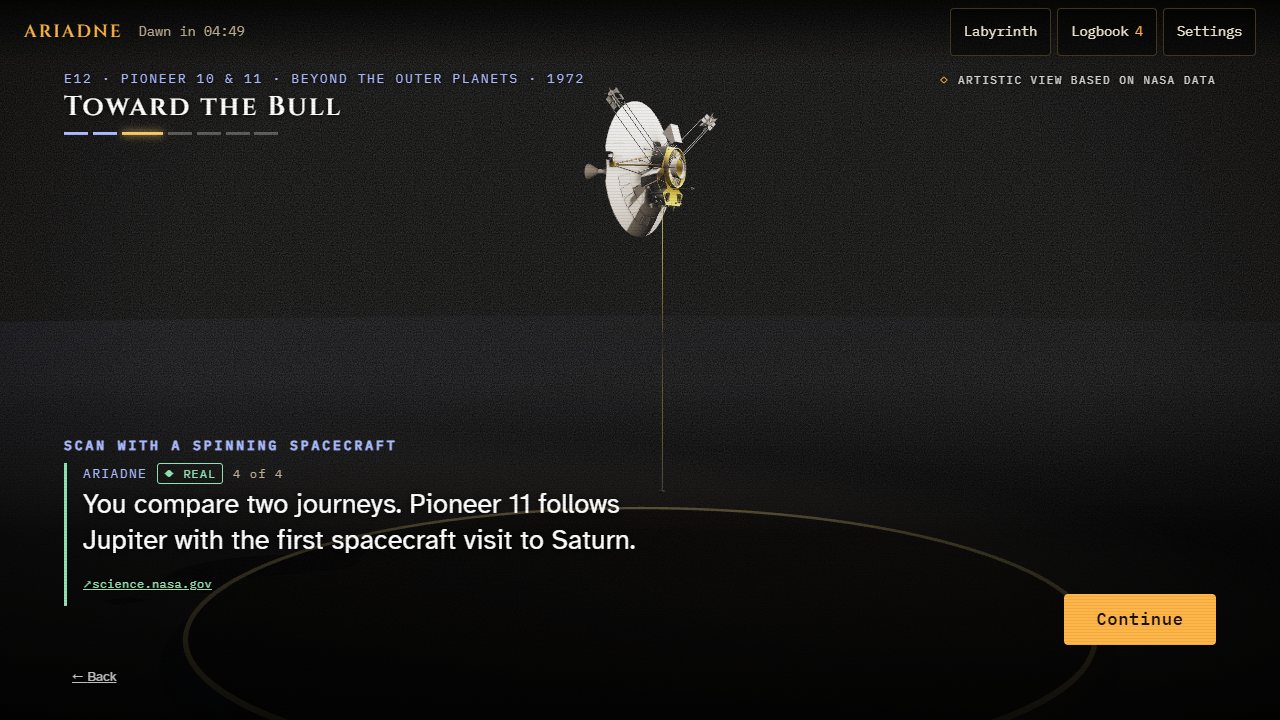 ARIADNE Dawn in 04:49
Labyrinth
Logbook 4
Settings
E12 · PIONEER 10 & 11 · BEYOND THE OUTER PLANETS · 1972
◇ ARTISTIC VIEW BASED ON NASA DATA
TOWARD THE BULL
SCAN WITH A SPINNING SPACECRAFT
ARIADNE ◆ REAL 4 of 4
You compare two journeys. Pioneer 11 follows
Jupiter with the first spacecraft visit to Saturn.
↗science.nasa.gov
Continue
← Back